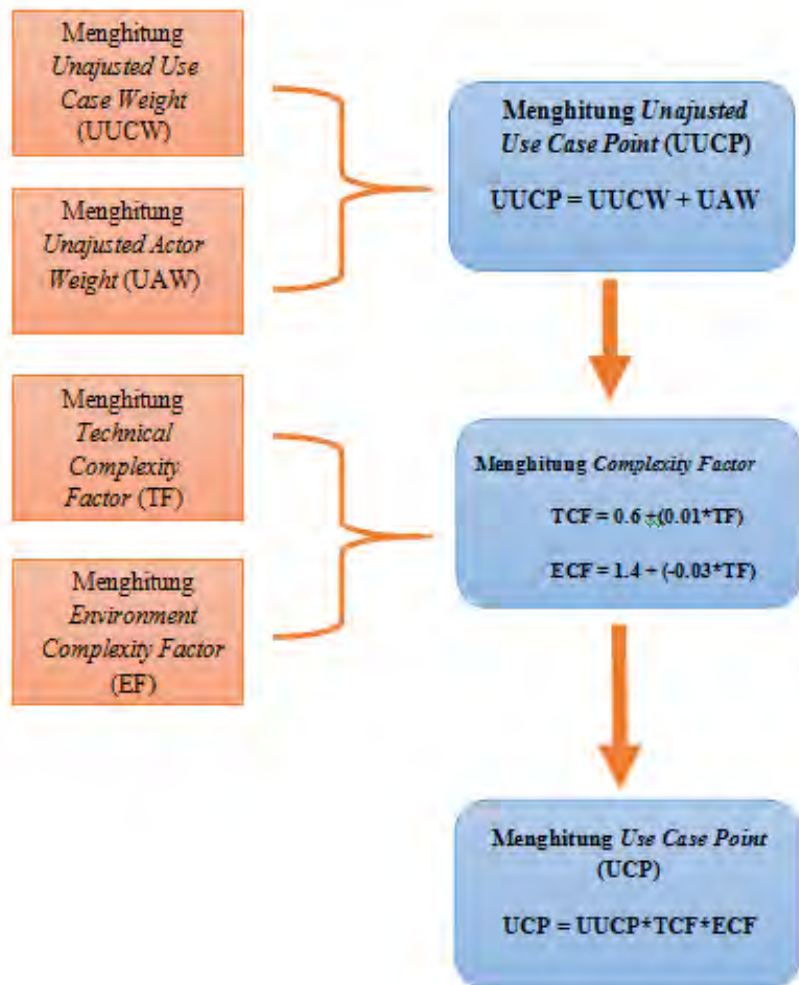 Menghitung
Unajusted Use
Case Weight
(UUCW)
Menghitung
Unajusted Actor
Weight (UAW)
Menghitung Unajusted
Use Case Point (UUCP)
UUCP = UUCW + UAW
Menghitung
Technical
Complexity
Factor (TF)
Menghitung
Environment
Complexity Factor
(EF)
Menghitung Complexity Factor
TCF = 0.6 +(0.01*TF)
ECF = 1.4 + (-0.03*TF)
Menghitung Use Case Point
(UCP)
UCP = UUCP*TCF*ECF